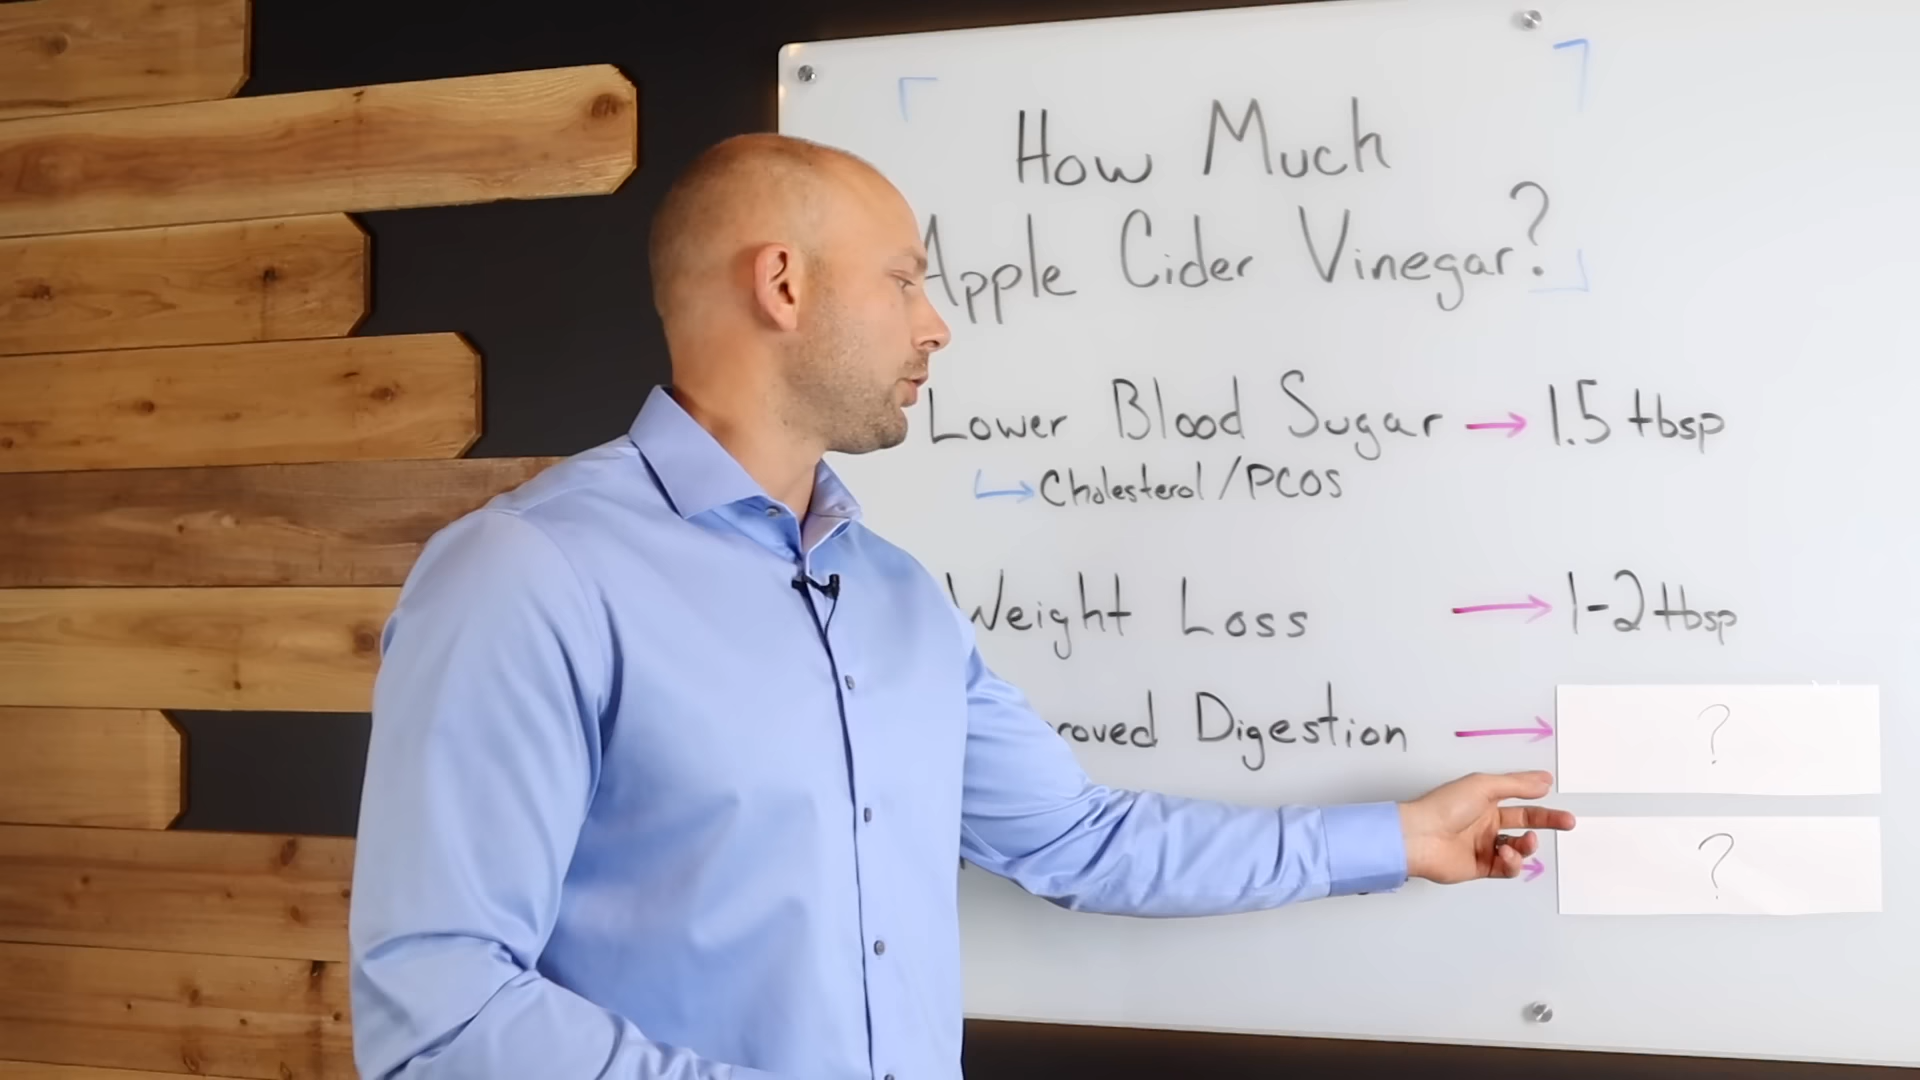 How Much
Apple Cider Vinegar?
Lower Blood Sugar → 1.5 tbsp
↳ Cholesterol/PCOS
Weight Loss → 1-2 tbsp
roved Digestion → ?
→ ?